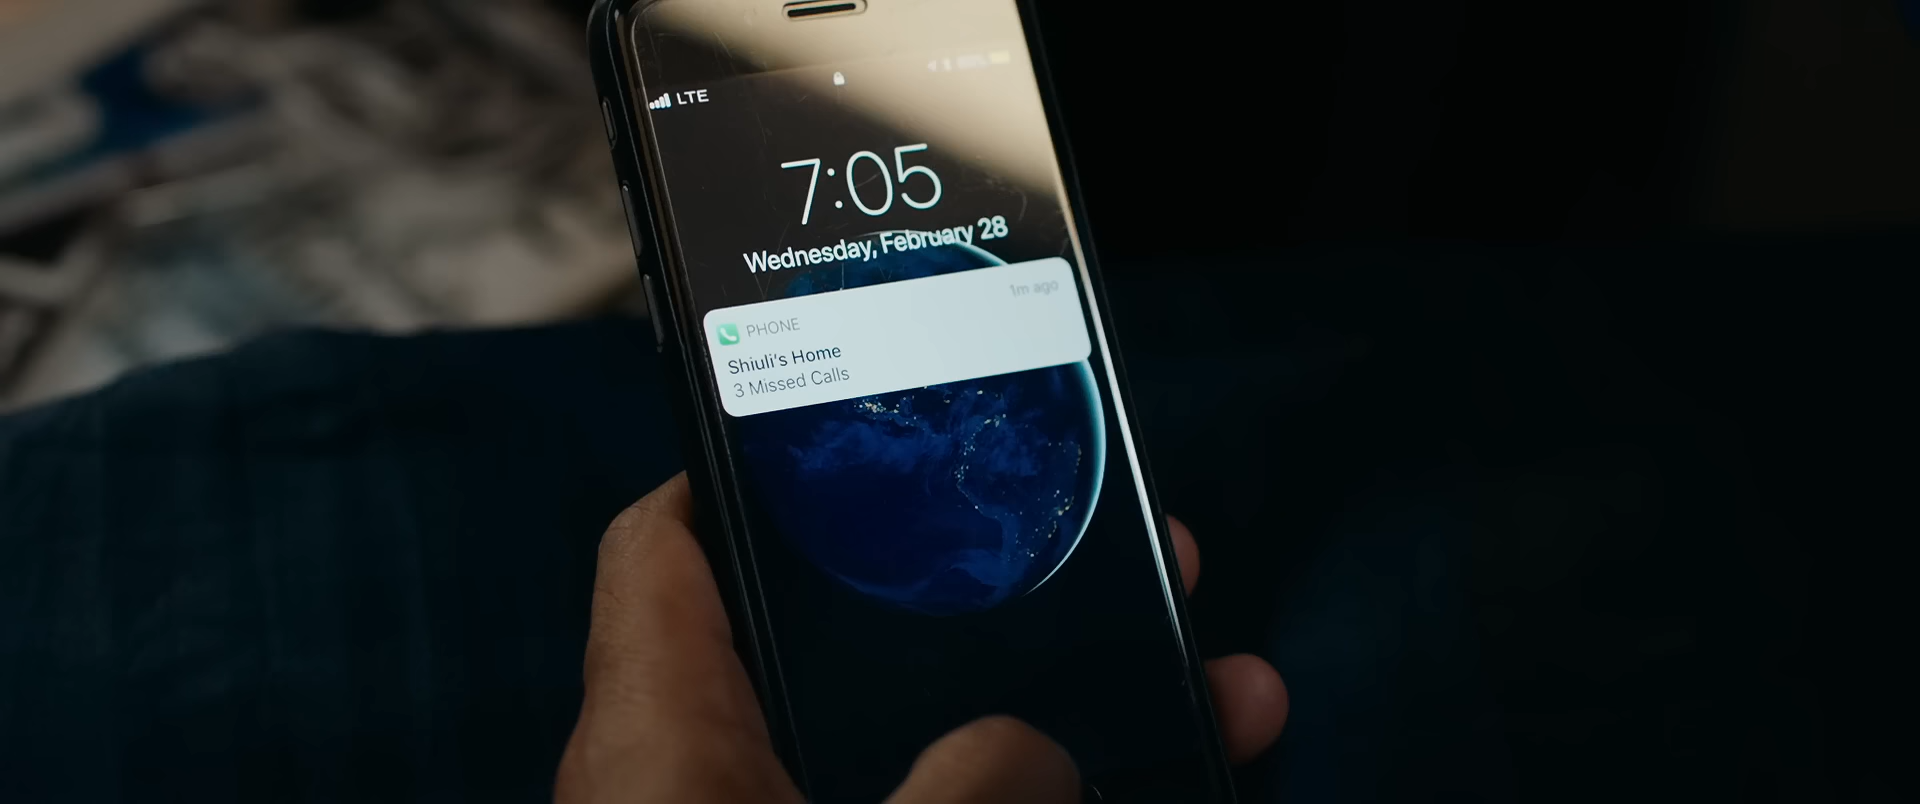 LTE
7:05
Wednesday, February 28
1m ago
PHONE
Shiuli's Home
3 Missed Calls